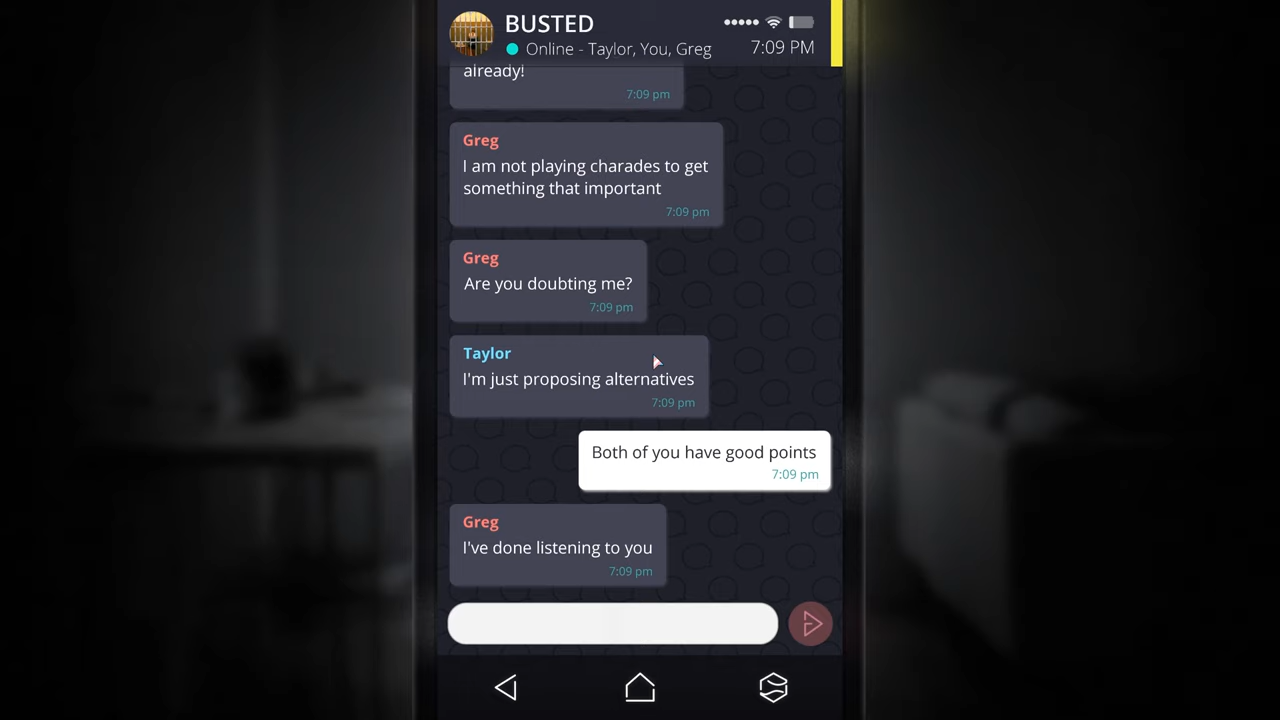 BUSTED
Online - Taylor, You, Greg
7:09 PM
already!
7:09 pm
Greg
I am not playing charades to get
something that important
7:09 pm
Greg
Are you doubting me?
7:09 pm
Taylor
I'm just proposing alternatives
7:09 pm
Both of you have good points
7:09 pm
Greg
I've done listening to you
7:09 pm